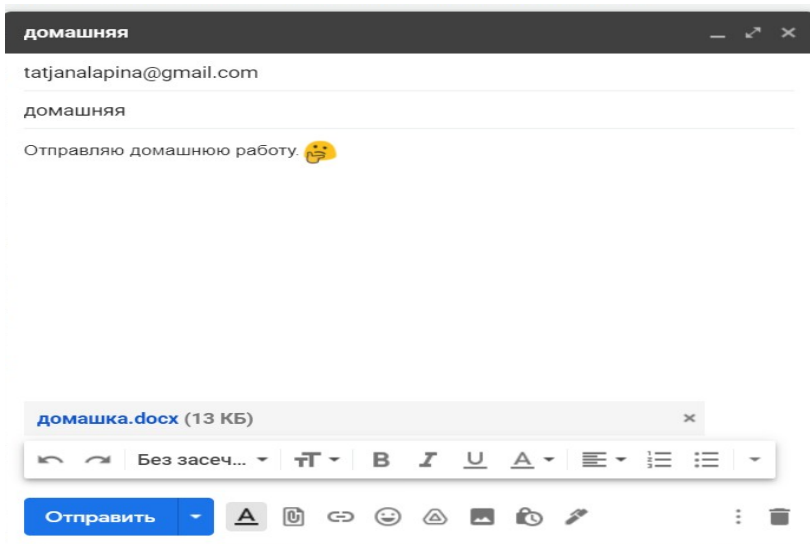 домашняя
tatjanalapina@gmail.com
домашняя
Отправляю домашнюю работу.
домашка.docx (13 КБ)
Без засеч... B I U A
Отправить A